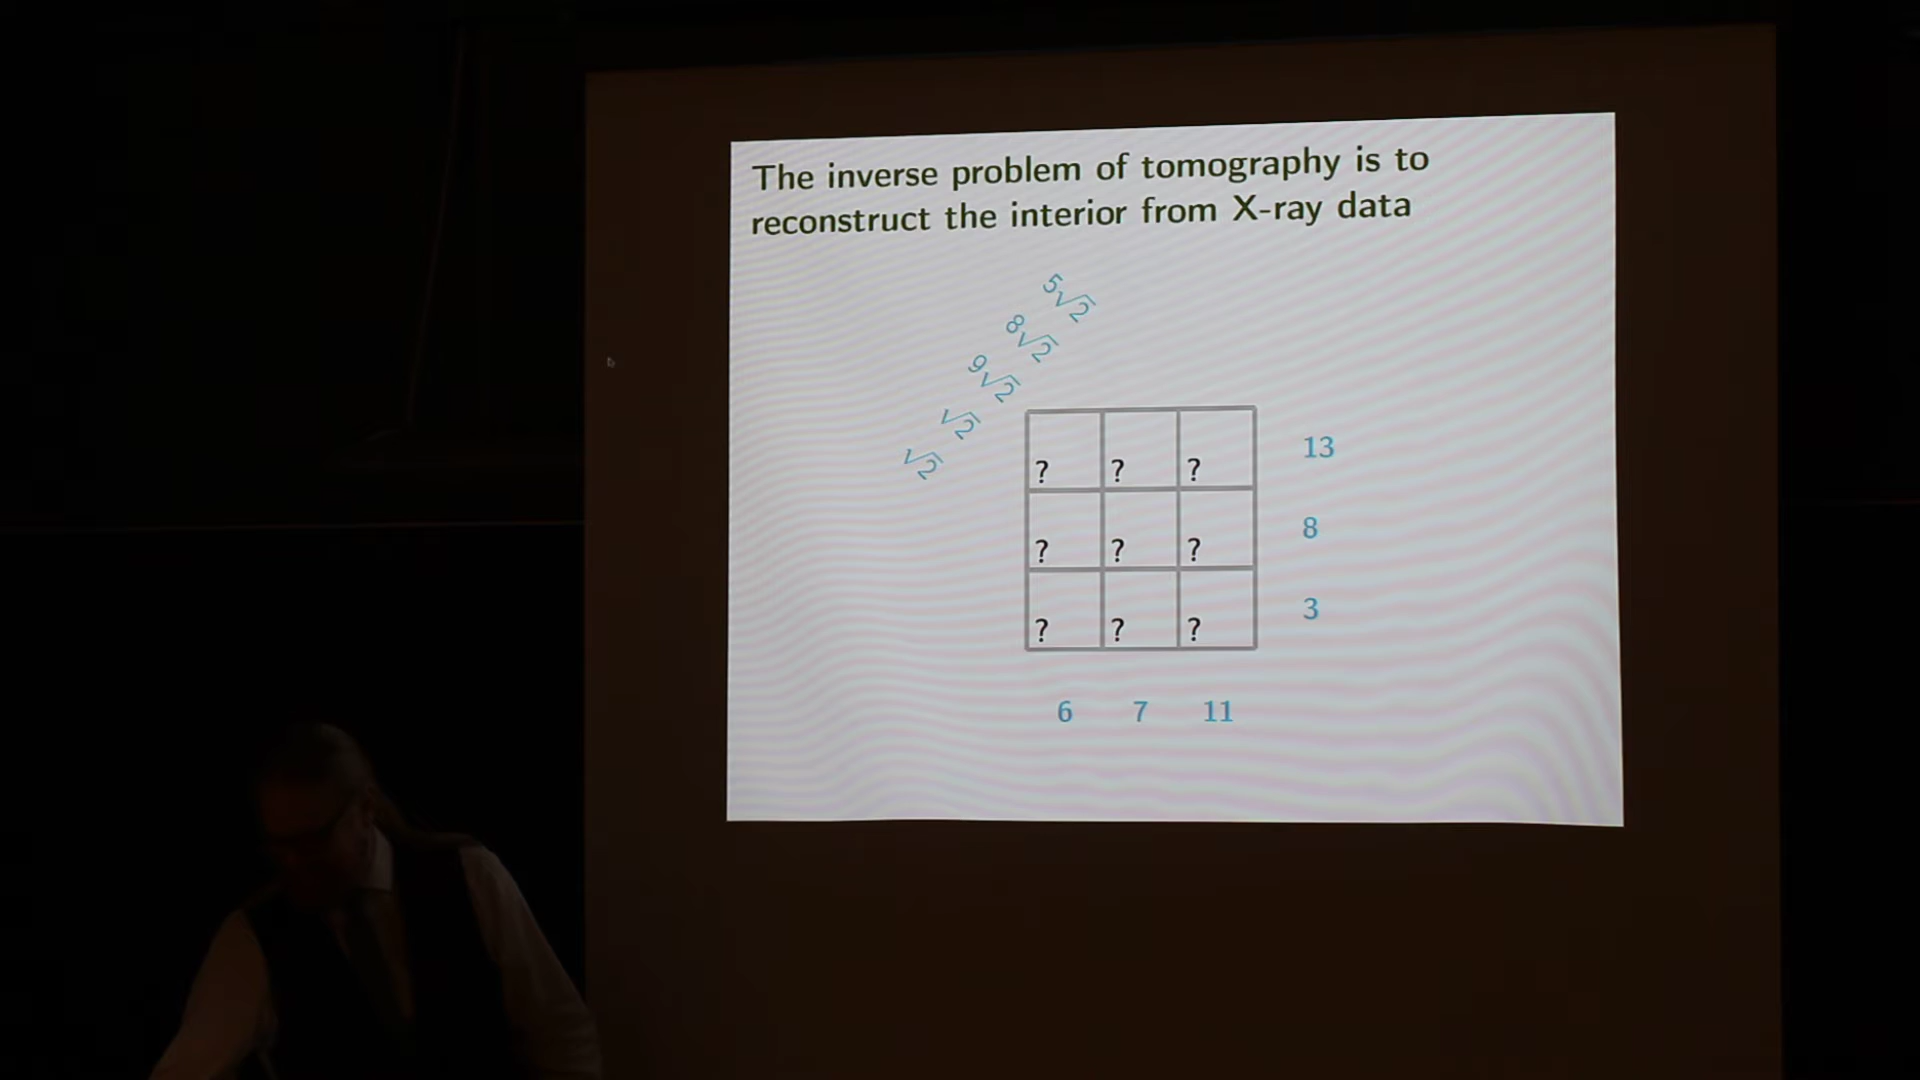 The inverse problem of tomography is to
reconstruct the interior from X-ray data
5√2
8√2
9√2
√2
√2
? ? ? 13
? ? ? 8
? ? ? 3
6 7 11